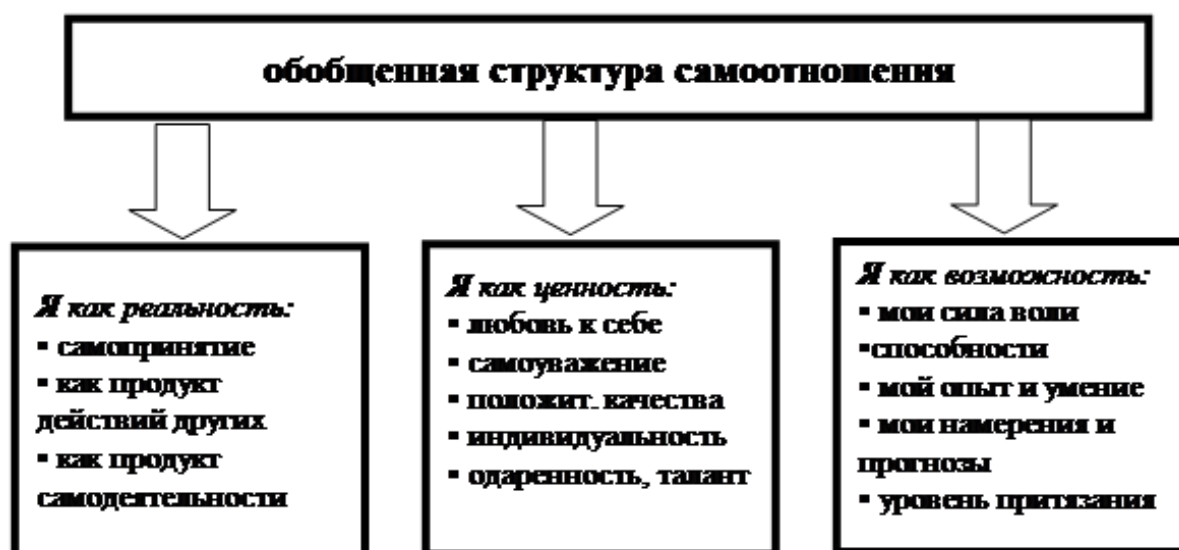 обобщенная структура самоотношения
Я как реальность:
▪ самопринятие
▪ как продукт
действий других
▪ как продукт
самодеятельности
Я как ценность:
▪ любовь к себе
▪ самоуважение
▪ положит. качества
▪ индивидуальность
▪ одаренность, талант
Я как возможность:
▪ мои сила воли
▪способности
▪ мой опыт и умение
▪ мои намерения и
прогнозы
▪ уровень притязания